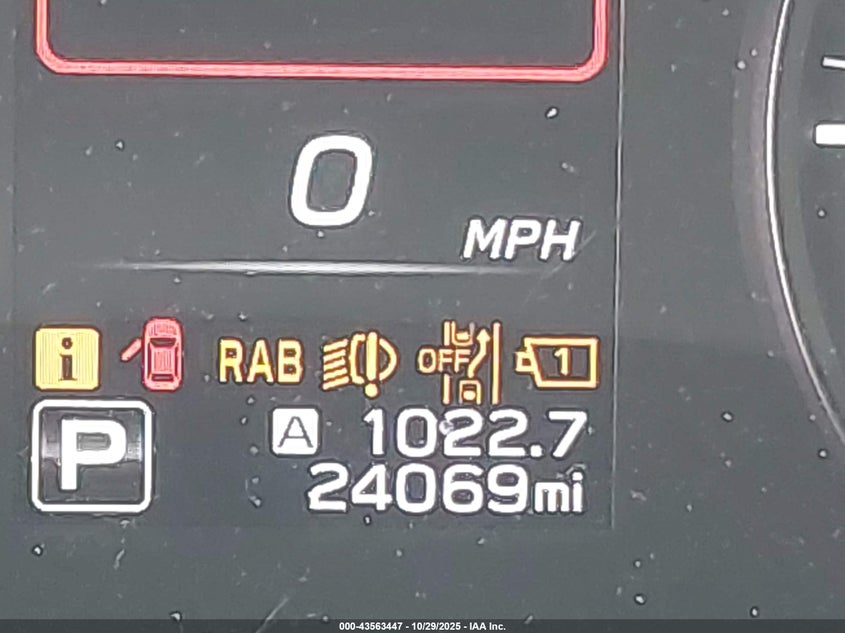 0
MPH
i
RAB OFF 1
P A 1022.7
24069mi
000-43563447 - 10/29/2025 - IAA Inc.